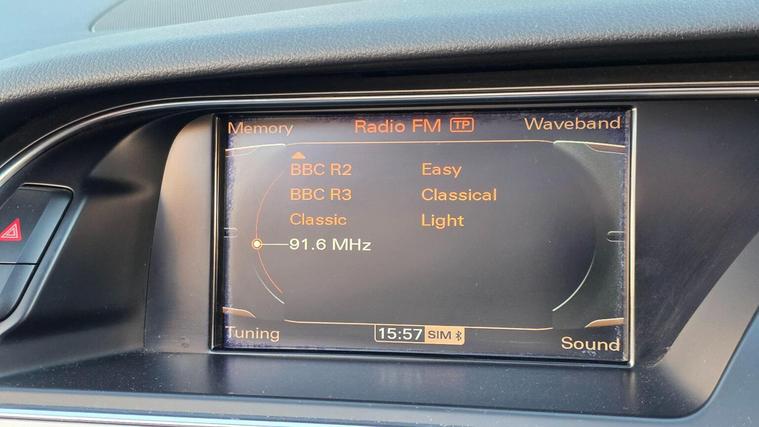 Memory Radio FM TP Waveband
BBC R2 Easy
BBC R3 Classical
Classic Light
91.6 MHz
Tuning 15:57 SIM Sound